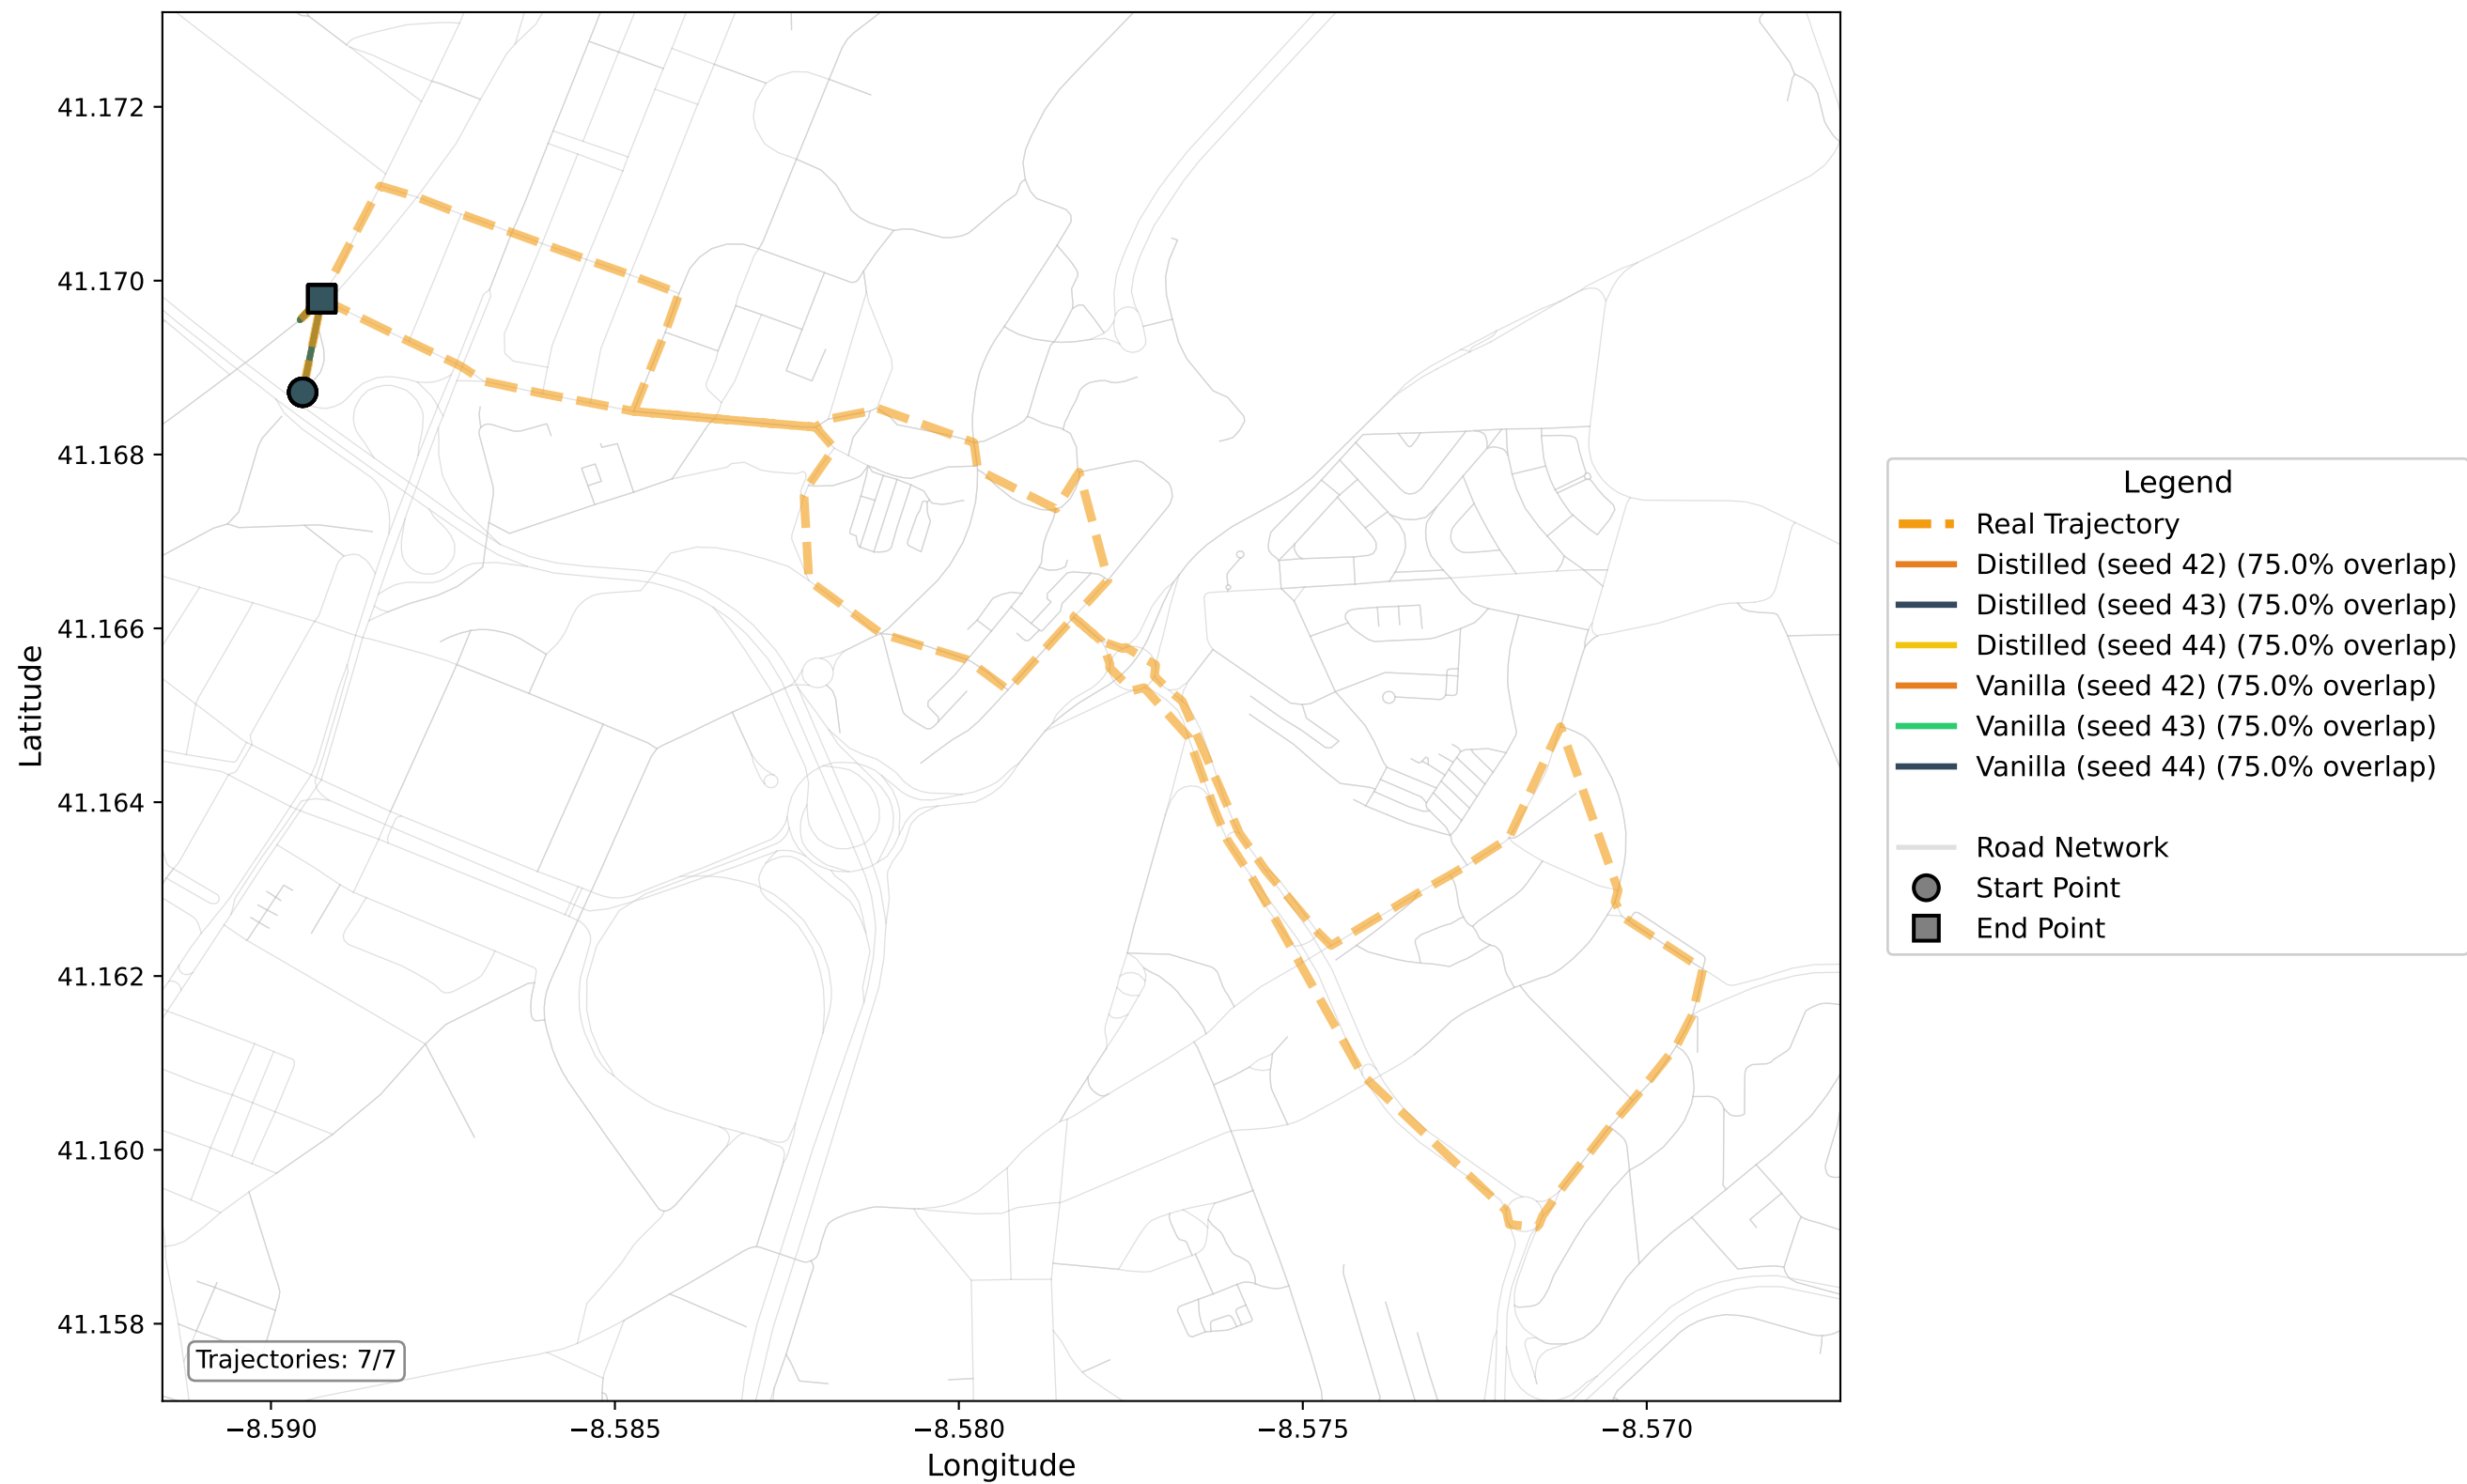 41.172
41.170
41.168
41.166
41.164
41.162
41.160
41.158
Latitude
−8.590
−8.585
−8.580
−8.575
−8.570
Longitude
Trajectories: 7/7
Legend
Real Trajectory
Distilled (seed 42) (75.0% overlap)
Distilled (seed 43) (75.0% overlap)
Distilled (seed 44) (75.0% overlap)
Vanilla (seed 42) (75.0% overlap)
Vanilla (seed 43) (75.0% overlap)
Vanilla (seed 44) (75.0% overlap)
Road Network
Start Point
End Point